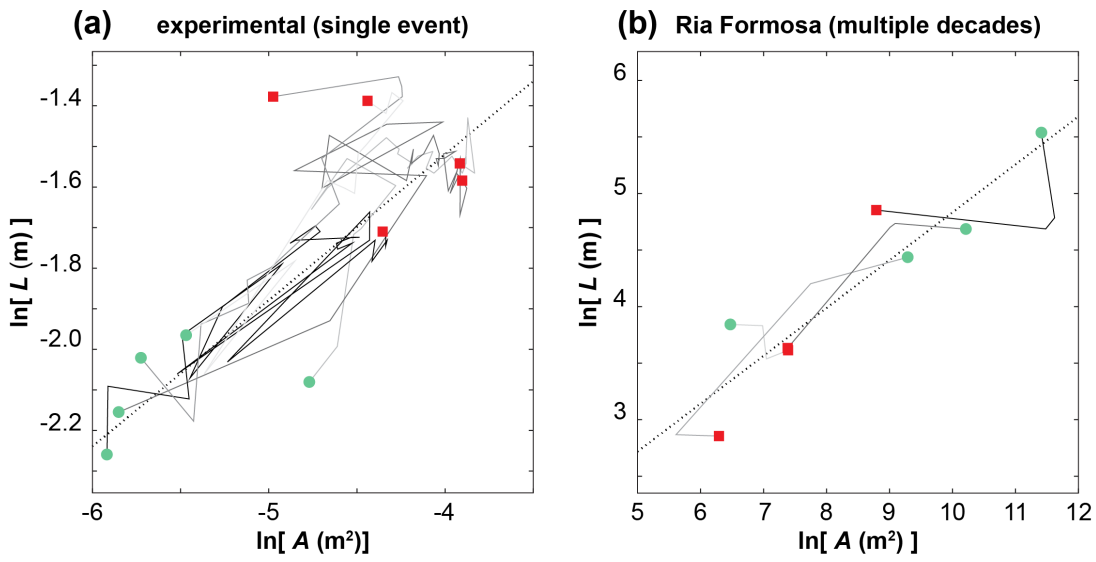 (a) experimental (single event)
-1.4
-1.6
-1.8
-2.0
-2.2
ln[ L (m) ]
-6 -5 -4
ln[ A (m²)]
(b) Ria Formosa (multiple decades)
6
5
4
3
ln[ L (m) ]
5 6 7 8 9 10 11 12
ln[ A (m²) ]